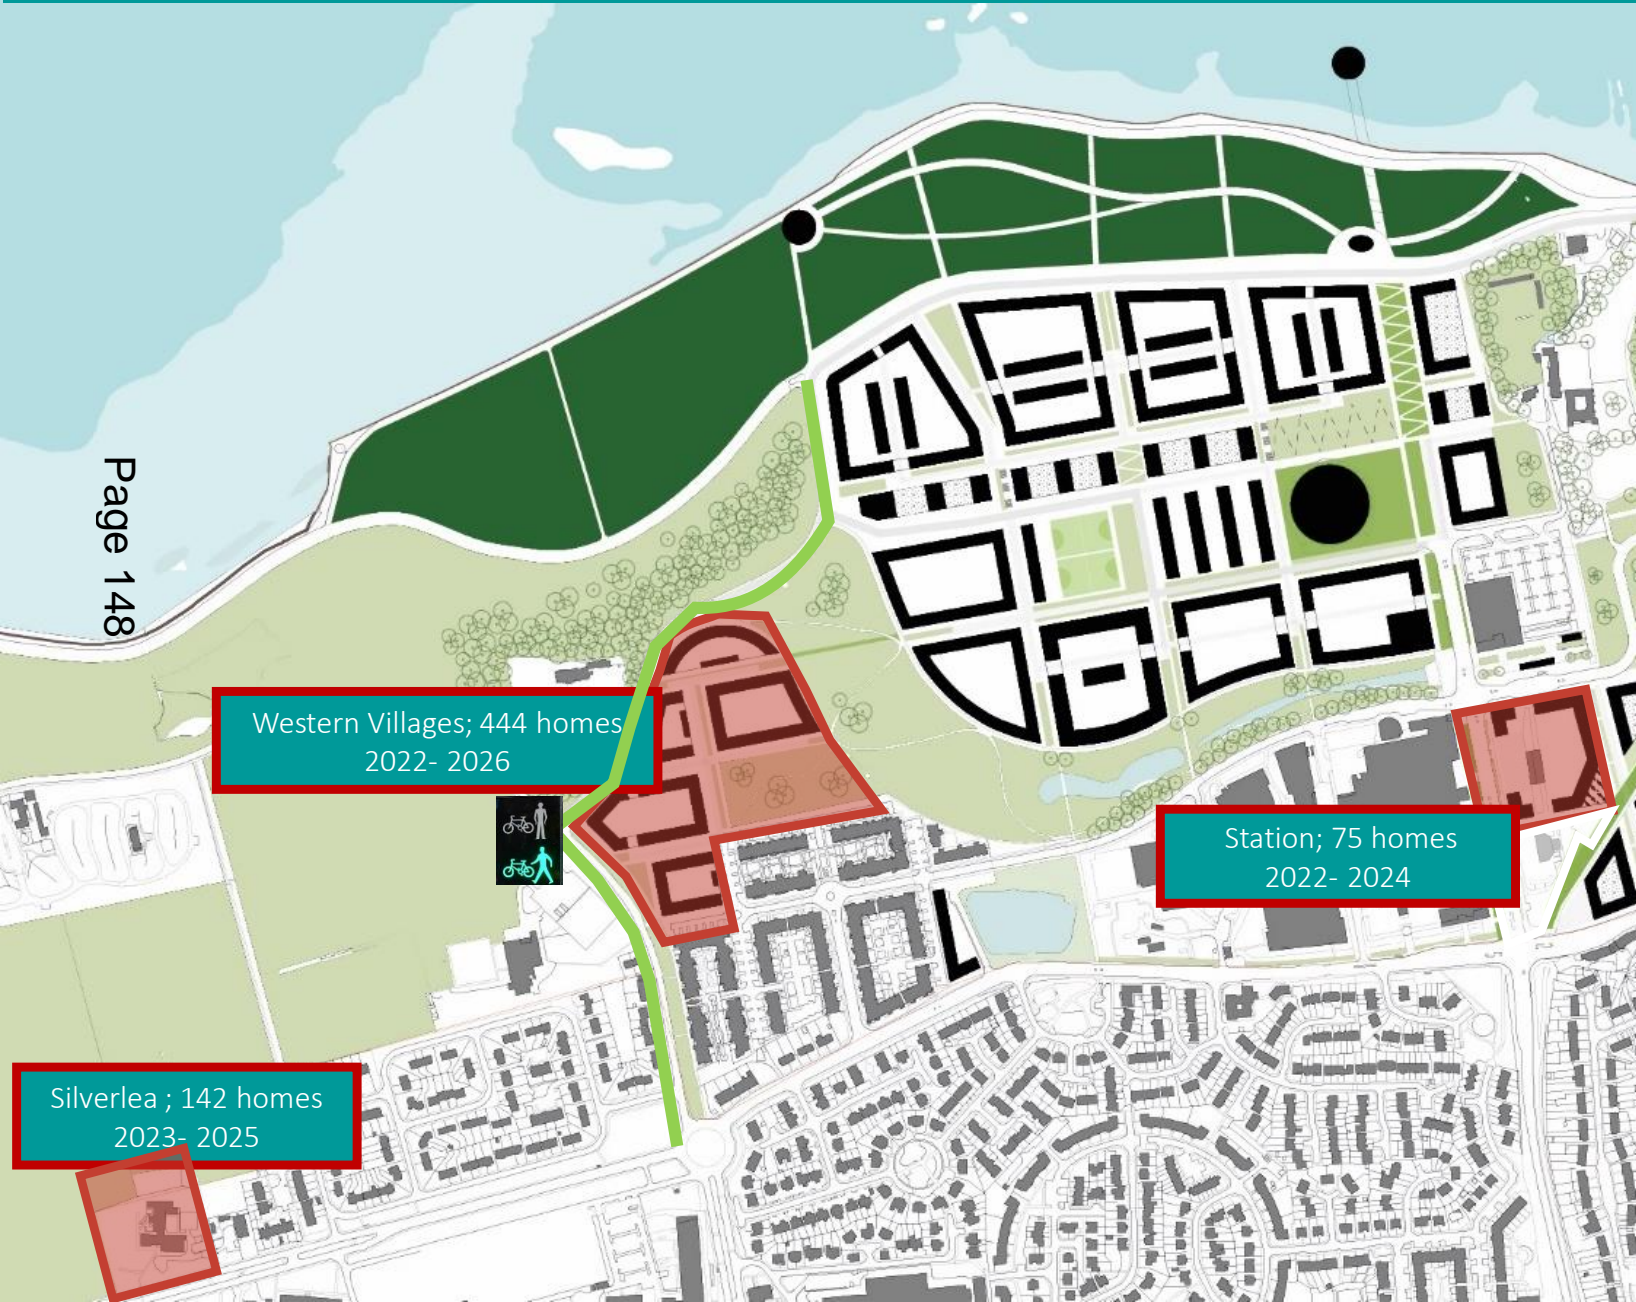 Page 148
Western Villages; 444 homes
2022- 2026
Station; 75 homes
2022- 2024
Silverlea ; 142 homes
2023- 2025